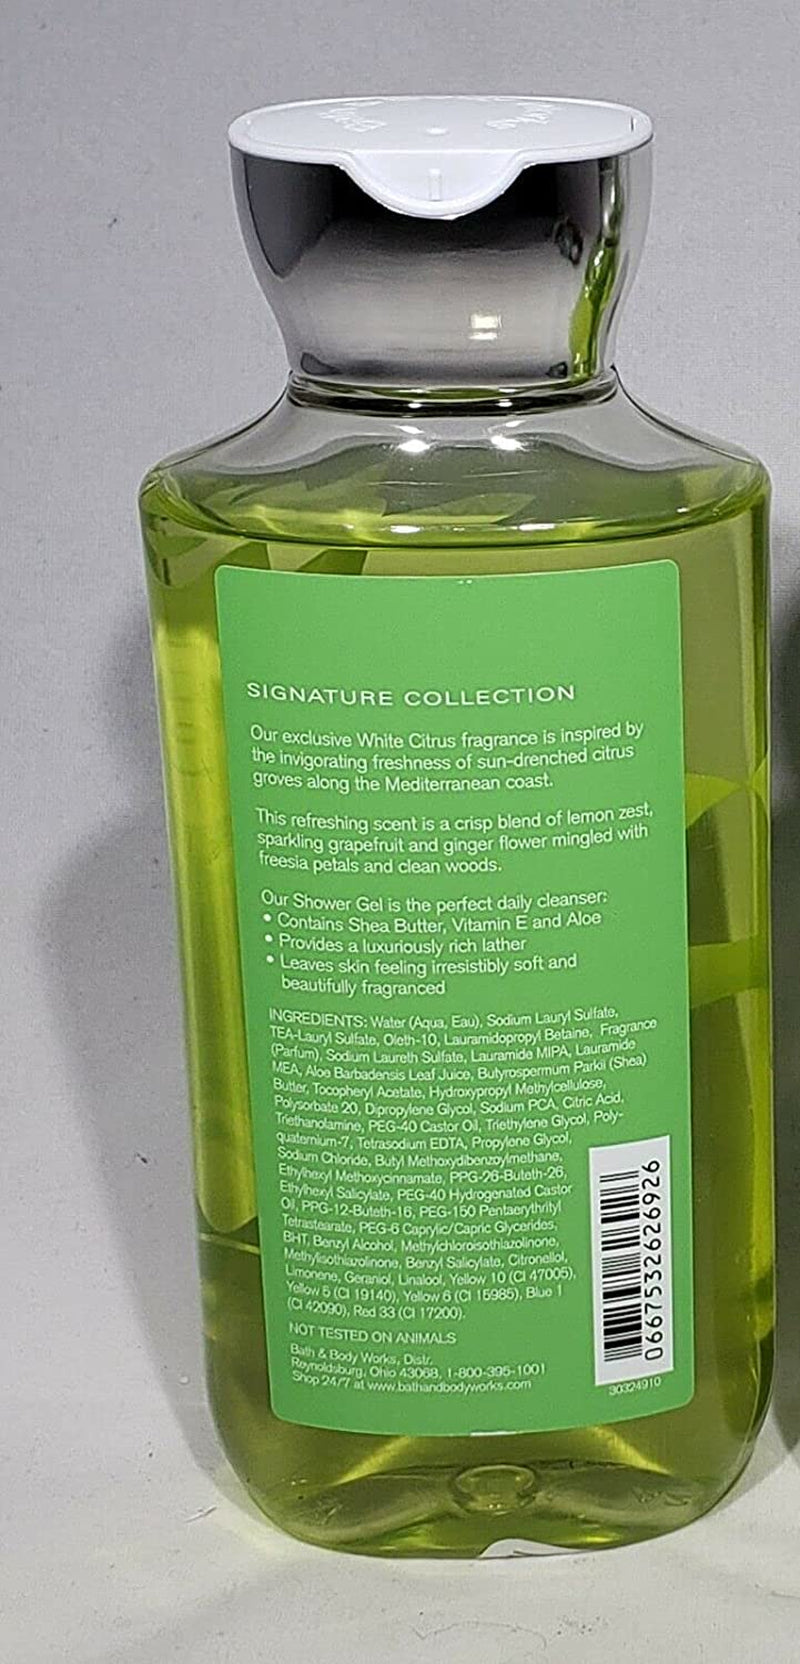 SIGNATURE COLLECTION
Our exclusive White Citrus fragrance is inspired by
the invigorating freshness of sun-drenched citrus
groves along the Mediterranean coast.
This refreshing scent is a crisp blend of lemon zest,
sparkling grapefruit and ginger flower mingled with
freesia petals and clean woods.
Our Shower Gel is the perfect daily cleanser:
• Contains Shea Butter, Vitamin E and Aloe
• Provides a luxuriously rich lather
• Leaves skin feeling irresistibly soft and
beautifully fragranced
INGREDIENTS: Water (Aqua, Eau), Sodium Lauryl Sulfate,
TEA-Lauryl Sulfate, Oleth-10, Lauramidopropyl Betaine, Fragrance
(Parfum), Sodium Laureth Sulfate, Lauramide MIPA, Lauramide
MEA, Aloe Barbadensis Leaf Juice, Butyrospermum Parkii (Shea)
Butter, Tocopheryl Acetate, Hydroxypropyl Methylcellulose,
Polysorbate 20, Dipropylene Glycol, Sodium PCA, Citric Acid,
Triethanolamine, PEG-40 Castor Oil, Triethylene Glycol, Poly-
quaternium-7, Tetrasodium EDTA, Propylene Glycol,
Sodium Chloride, Butyl Methoxydibenzoylmethane,
Ethylhexyl Methoxycinnamate, PPG-26-Buteth-26,
Ethylhexyl Salicylate, PEG-40 Hydrogenated Castor
Oil, PPG-12-Buteth-16, PEG-150 Pentaerythrityl
Tetrastearate, PEG-6 Caprylic/Capric Glycerides,
BHT, Benzyl Alcohol, Methylchloroisothiazolinone,
Methylisothiazolinone, Benzyl Salicylate, Citronellol,
Limonene, Geraniol, Linalool, Yellow 10 (CI 47005),
Yellow 5 (CI 19140), Yellow 6 (CI 15985), Blue 1
(CI 42090), Red 33 (CI 17200).
NOT TESTED ON ANIMALS
Bath & Body Works, Distr.
Reynoldsburg, Ohio 43068, 1-800-395-1001
Shop 24/7 at www.bathandbodyworks.com
0667532626926
30324910